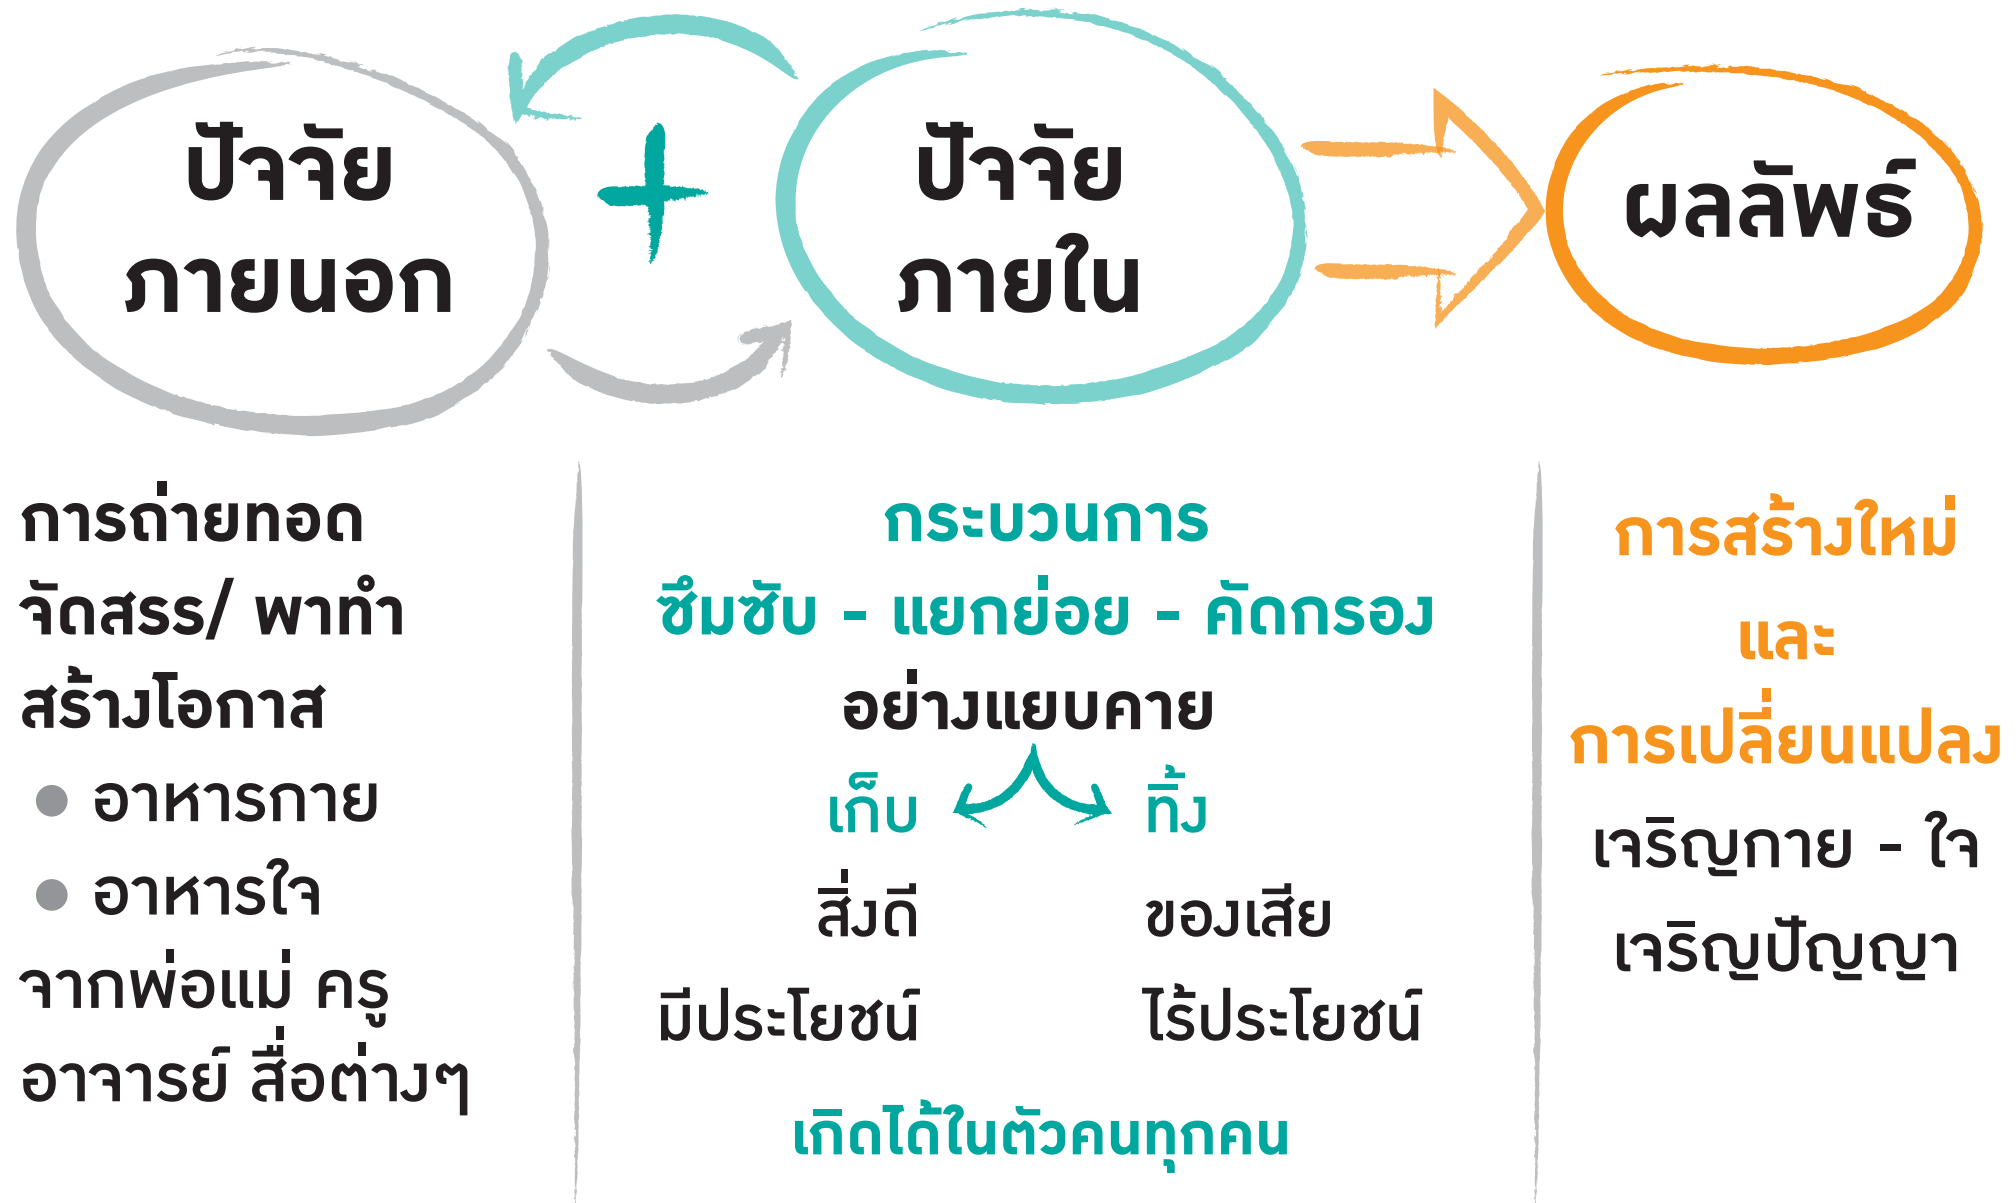 ปัจจัย
ภายนอก
+
ปัจจัย
ภายใน
ผลลัพธ์
การถ่ายทอด
จัดสรร/ พาทำ
สร้างโอกาส
• อาหารกาย
• อาหารใจ
จากพ่อแม่ ครู
อาจารย์ สื่อต่างๆ
กระบวนการ
ซึมซับ - แยกย่อย - คัดกรอง
อย่างแยบคาย
เก็บ ทิ้ง
สิ่งดี ของเสีย
มีประโยชน์ ไร้ประโยชน์
เกิดได้ในตัวคนทุกคน
การสร้างใหม่
และ
การเปลี่ยนแปลง
เจริญกาย - ใจ
เจริญปัญญา